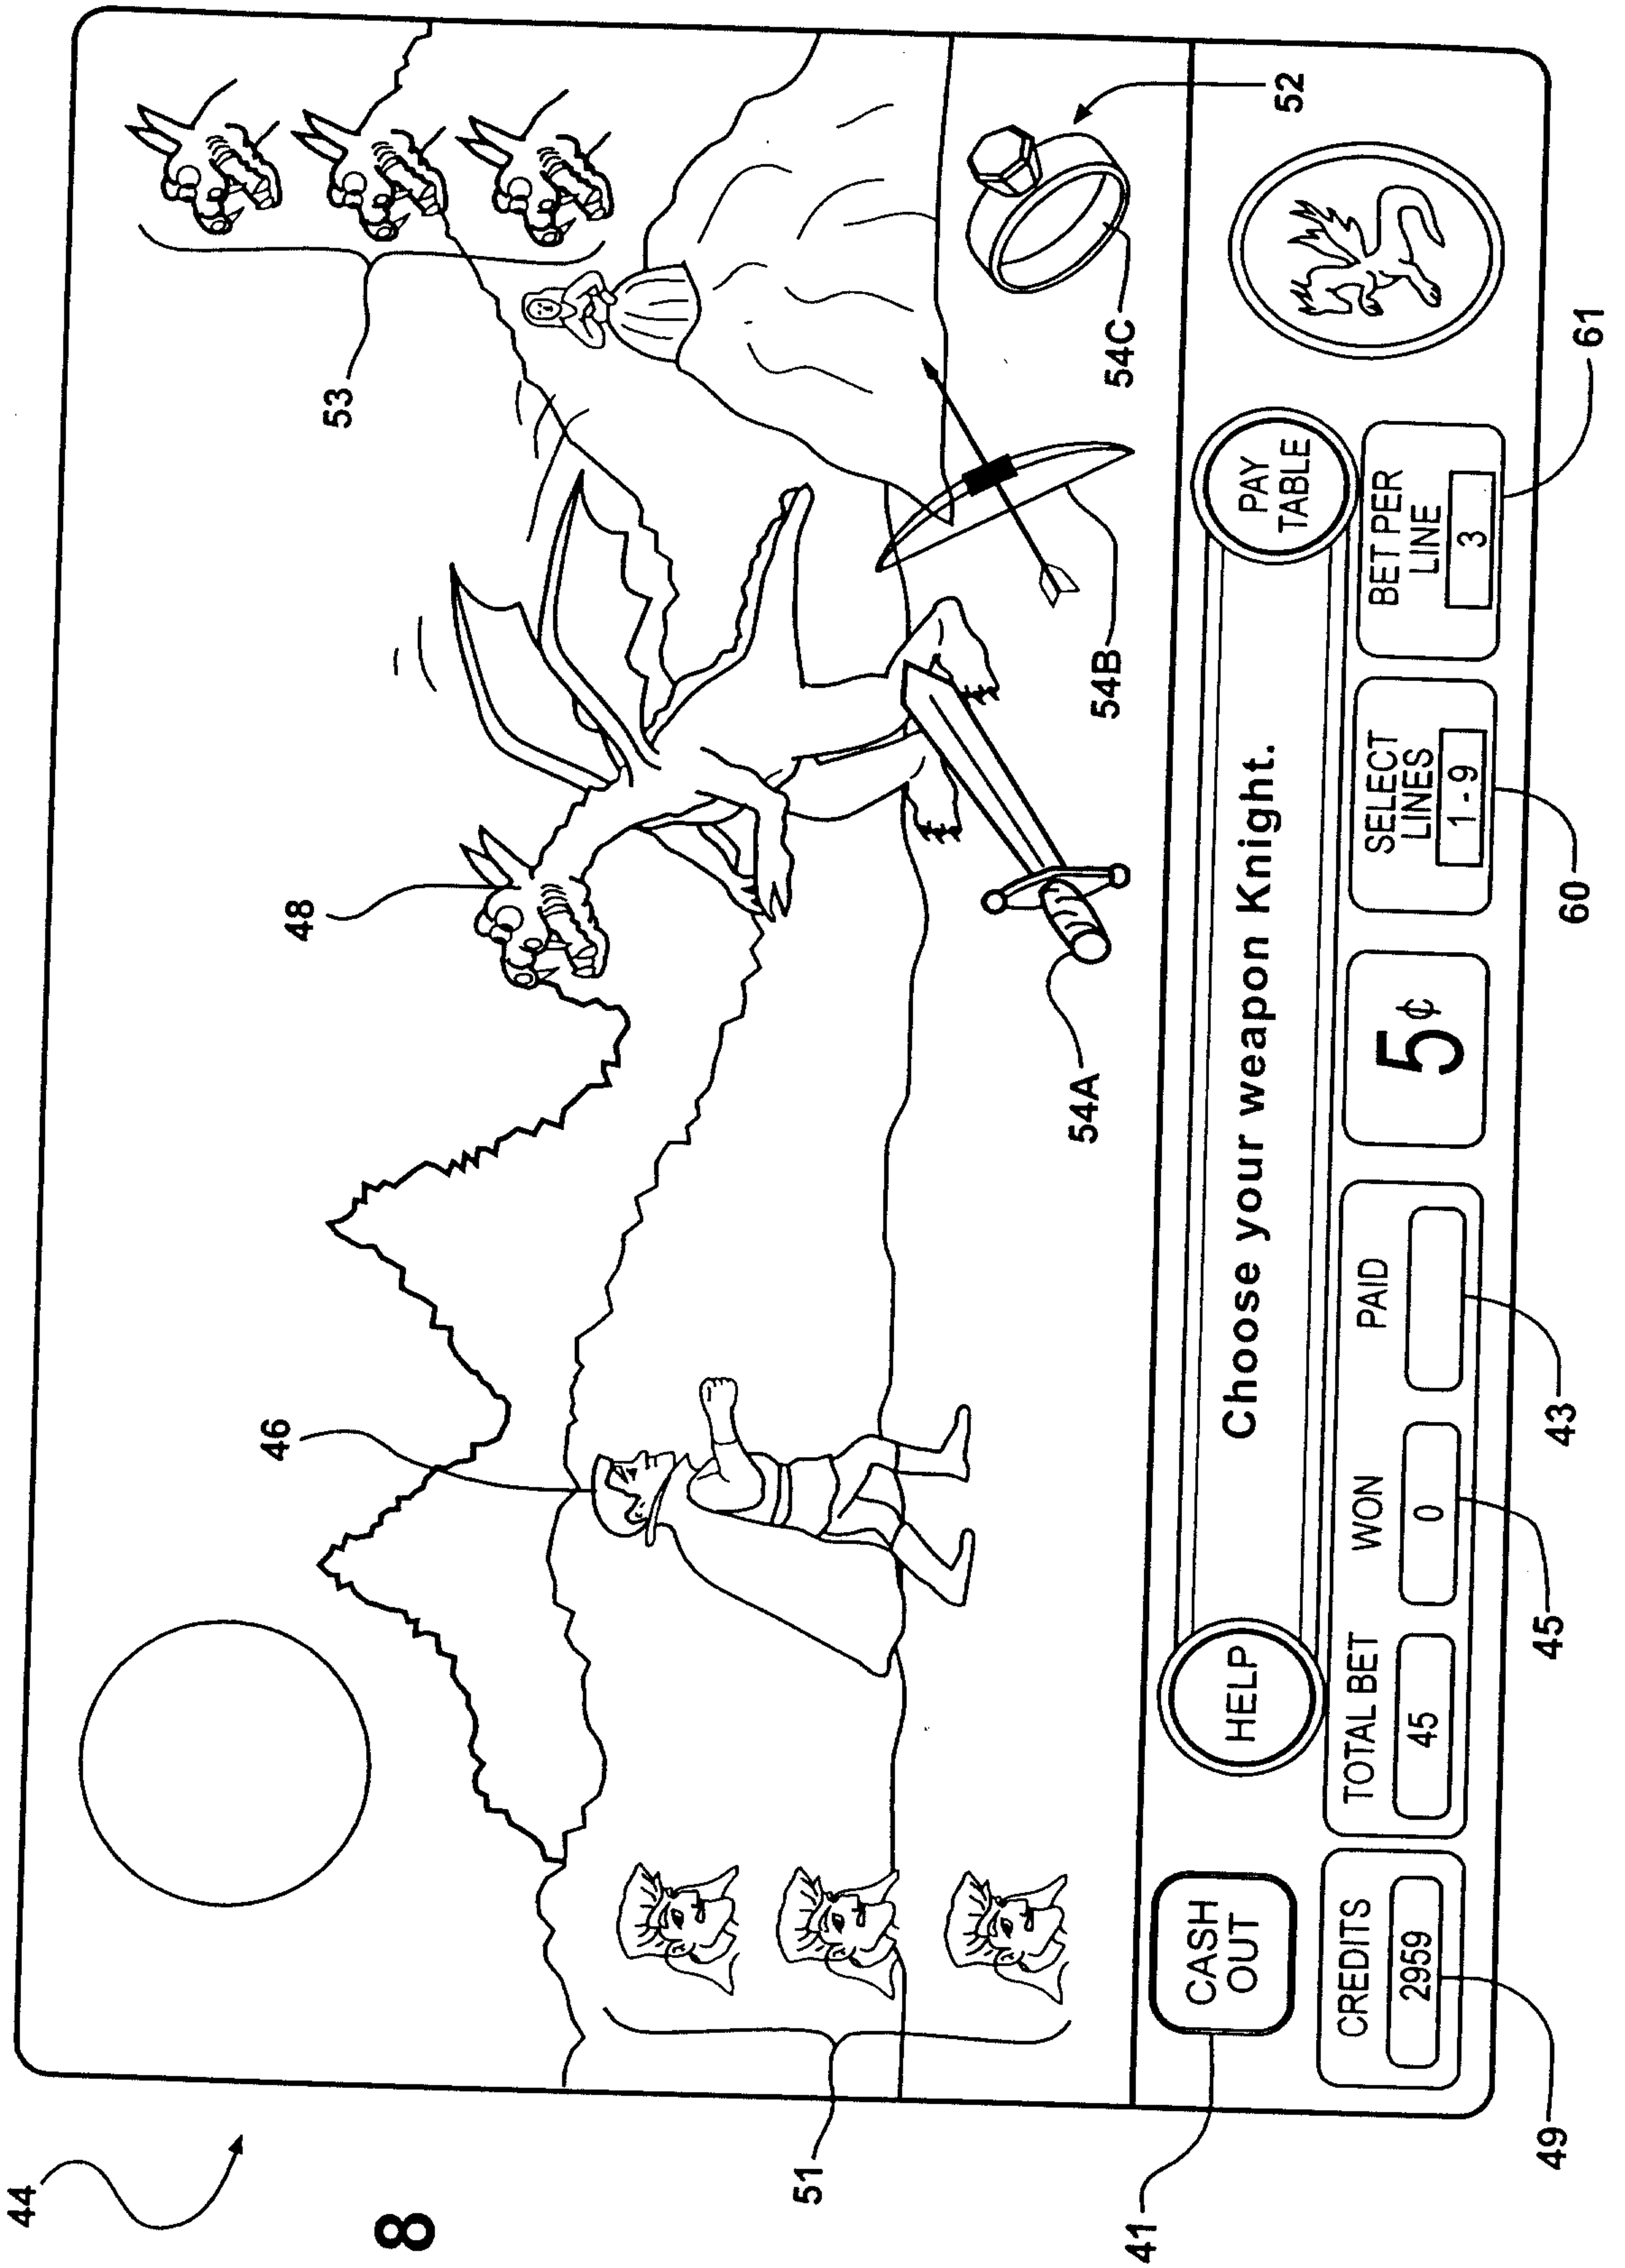 44
8
46
48
53
51
54A
54B
54C
52
41
CASH
OUT
HELP
Choose your weapon Knight.
PAY
TABLE
CREDITS
2959
TOTAL BET
45
WON
0
PAID
5¢
SELECT
LINES
1-9
BET PER
LINE
3
49
45
43
60
61